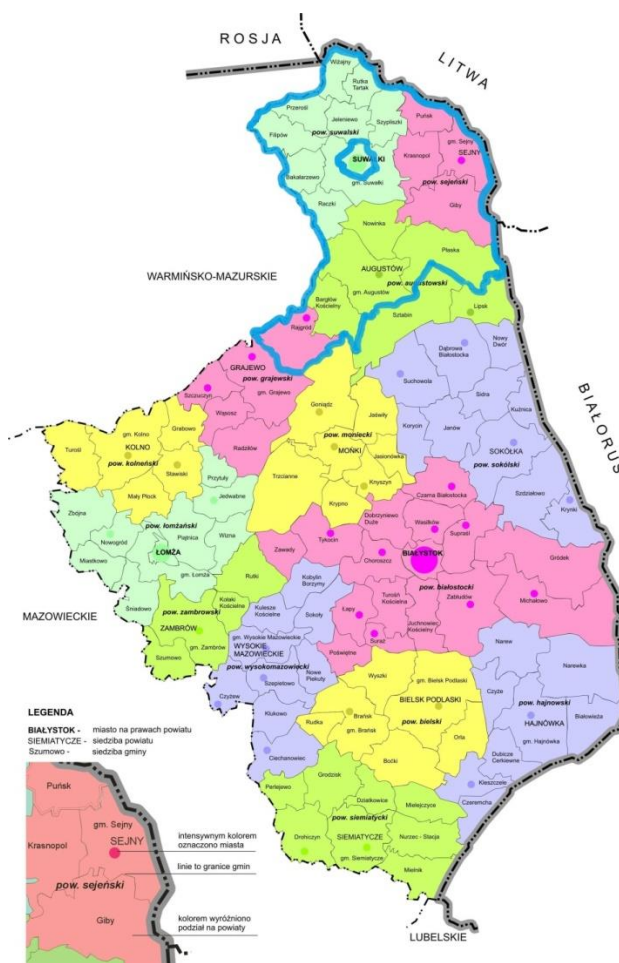 ROSJA
LITWA
Wiżajny
Rutka
Tartak
Przerośl
Jeleniewo
Szypliszki
pow. suwalski
Filipów
SUWAŁKI
Bakałarzewo
gm. Suwałki
Raczki
Puńsk
gm. Sejny
SEJNY
Krasnopol
pow. sejneński
Giby
Nowinka
Płaska
AUGUSTÓW
gm. Augustów
pow. augustowski
Bargłów
Kościelny
Sztabin
Lipsk
WARMIŃSKO-MAZURSKIE
Rajgród
GRAJEWO
pow. grajewski
Szczuczyn
gm. Grajewo
Wąsosz
Radziłów
Goniądz
Jaświły
pow. moniecki
MOŃKI
Jasionówka
Trzcianne
Knyszyn
Krypno
Dąbrowa
Białostocka
Nowy
Dwór
Suchowola
Sidra
Kuźnica
Korycin
Janów
SOKÓŁKA
pow. sokólski
Szdziałowo
Krynki
BIAŁORUŚ
gm. Kolno
Grabowo
Turośl
KOLNO
pow. kolneński
Stawiski
Mały Płock
Przytuły
Zbójna
Jedwabne
pow. łomżański
Nowogród
Piątnica
Wizna
ŁOMŻA
Miastkowo
gm. Łomża
Śniadowo
MAZOWIECKIE
Rutki
Kołaki
Kościelne
pow. zambrowski
ZAMBRÓW
gm. Zambrów
Szumowo
Czarna Białostocka
Dobrzyniewo
Duże
Wasilków
Supraśl
Tykocin
Zawady
Choroszcz
BIAŁYSTOK
Gródek
pow. białostocki
Turośń
Kościelna
Zabłudów
Michałowo
Łapy
Juchnowiec
Kościelny
Suraż
Poświętne
Kobylin
Borzymy
Kulesze
Kościelne
Sokoły
gm. Wysokie Mazowieckie
WYSOKIE
MAZOWIECKIE
pow. wysokomazowiecki
Nowe
Piekuty
Szepietowo
Czyżew
Klukowo
Ciechanowiec
Wyszki
gm. Bielsk Podlaski
BIELSK PODLASKI
pow. bielski
Rudka
Brańsk
gm. Brańsk
Orla
Boćki
Narew
Narewka
Czyże
pow. hajnowski
HAJNÓWKA
Białowieża
gm. Hajnówka
Dubicze
Cerkiewne
Kleszczele
Czeremcha
Grodzisk
Perlejewo
Dziadkowice
Milejczyce
pow. siemiatycki
Drohiczyn
SIEMIATYCZE
Nurzec - Stacja
gm. Siemiatycze
Mielnik
LUBELSKIE
LEGENDA
BIAŁYSTOK - miasto na prawach powiatu
SIEMIATYCZE - siedziba powiatu
Szumowo - siedziba gminy
Puńsk
gm. Sejny
SEJNY
Krasnopol
pow. sejneński
Giby
intensywnym kolorem
oznaczono miasta
linie to granice gmin
kolorem wyróżniono
podział na powiaty